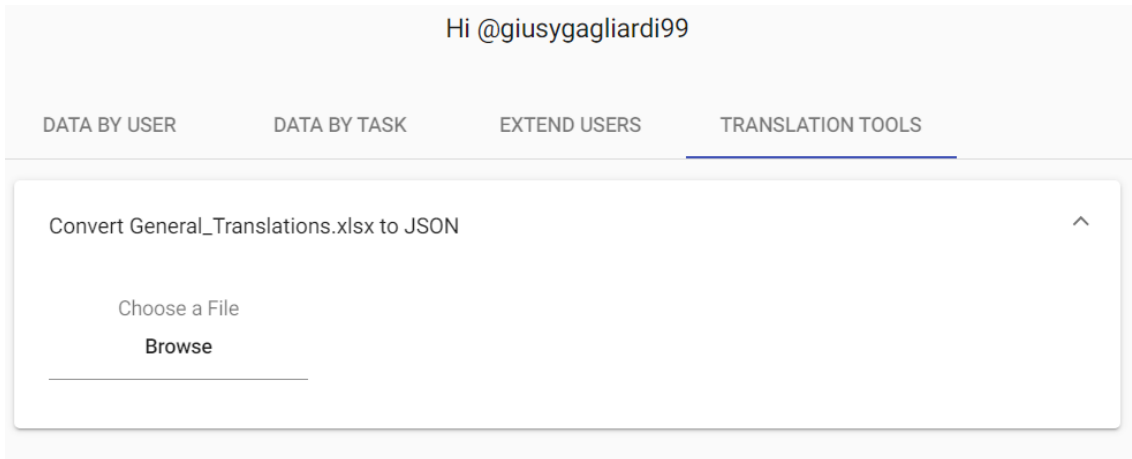 Hi @giusygagliardi99
DATA BY USER DATA BY TASK EXTEND USERS TRANSLATION TOOLS
Convert General_Translations.xlsx to JSON
Choose a File
Browse